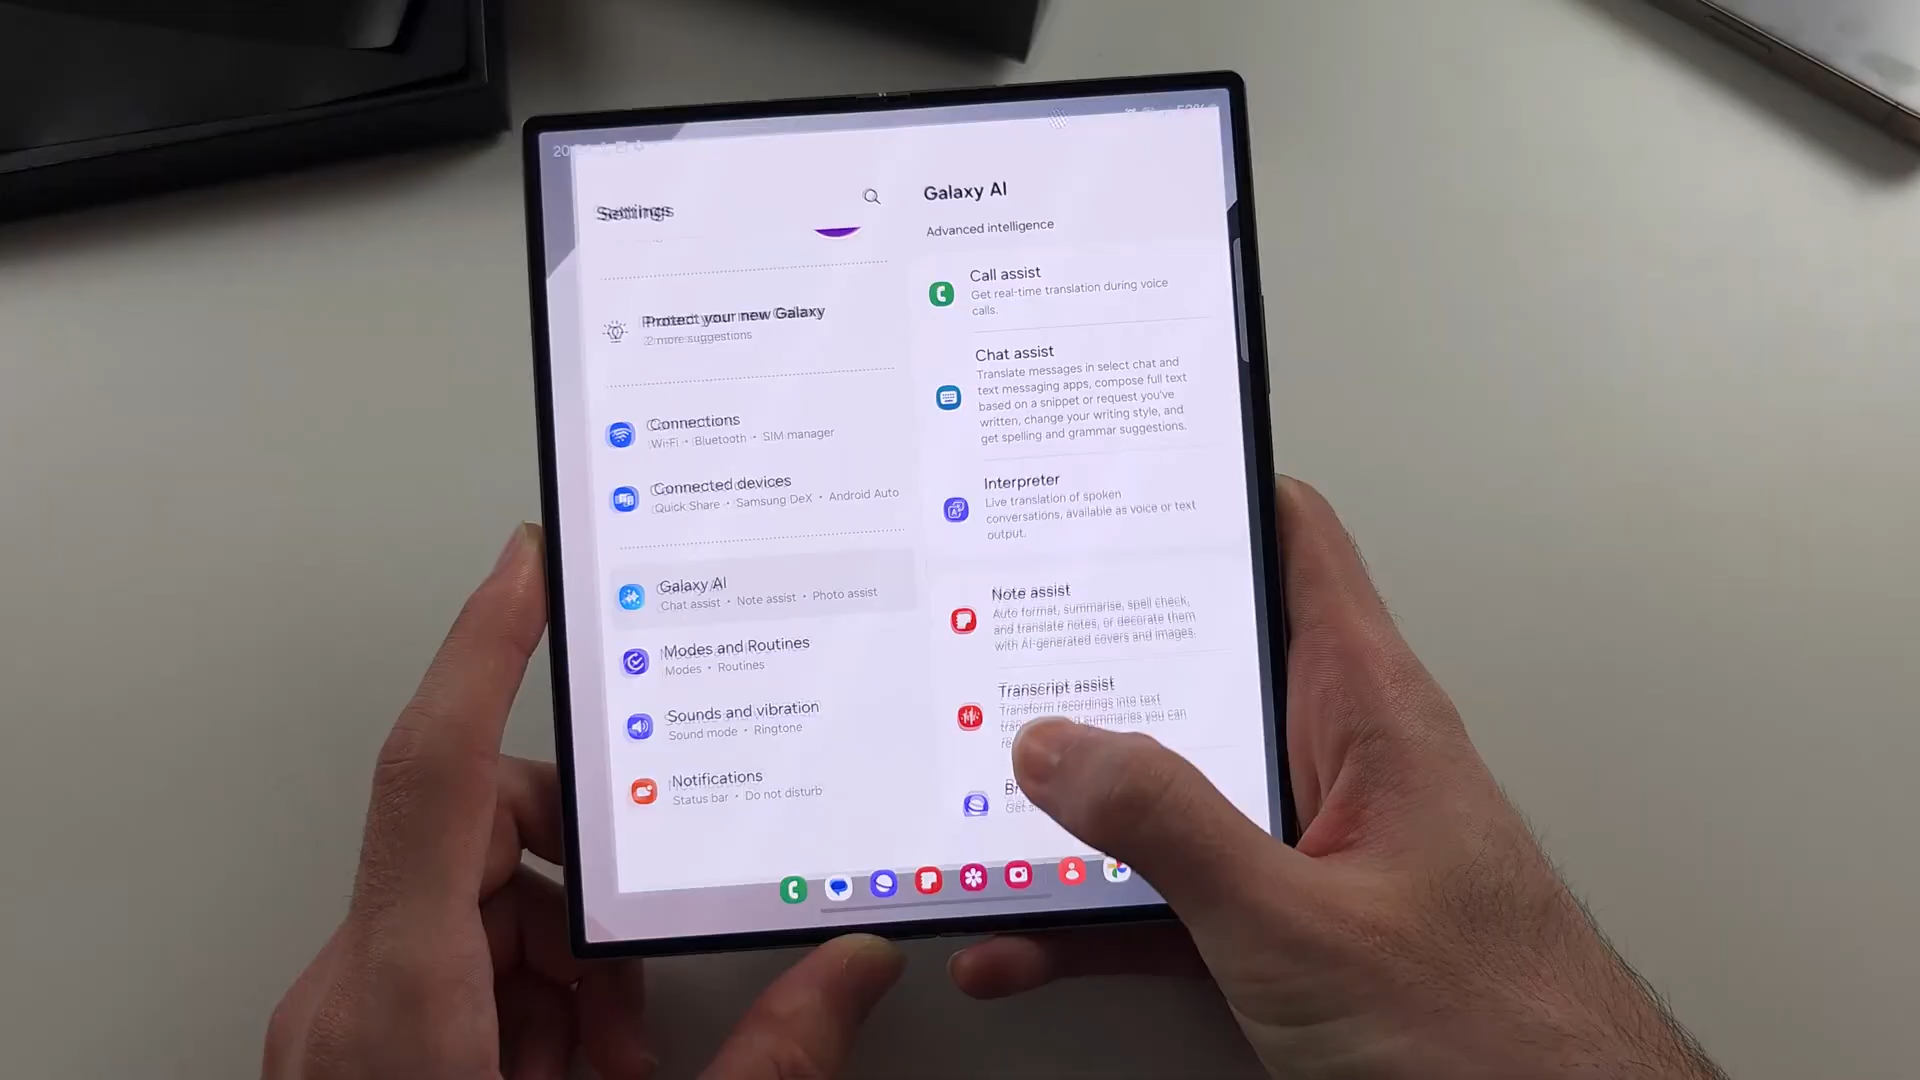 Settings
Protect your new Galaxy
2 more suggestions
Connections
Wi-Fi • Bluetooth • SIM manager
Connected devices
Quick Share • Samsung DeX • Android Auto
Galaxy AI
Chat assist • Note assist • Photo assist
Modes and Routines
Modes • Routines
Sounds and vibration
Sound mode • Ringtone
Notifications
Status bar • Do not disturb
Galaxy AI
Advanced intelligence
Call assist
Get real-time translation during voice
calls.
Chat assist
Translate messages in select chat and
text messaging apps, compose full text
based on a snippet or request you've
written, change your writing style, and
get spelling and grammar suggestions.
Interpreter
Live translation of spoken
conversations, available as voice or text
output.
Note assist
Auto format, summarise, spell check,
and translate notes, or decorate them
with AI-generated covers and images.
Transcript assist
Transform recordings into text
summaries you can